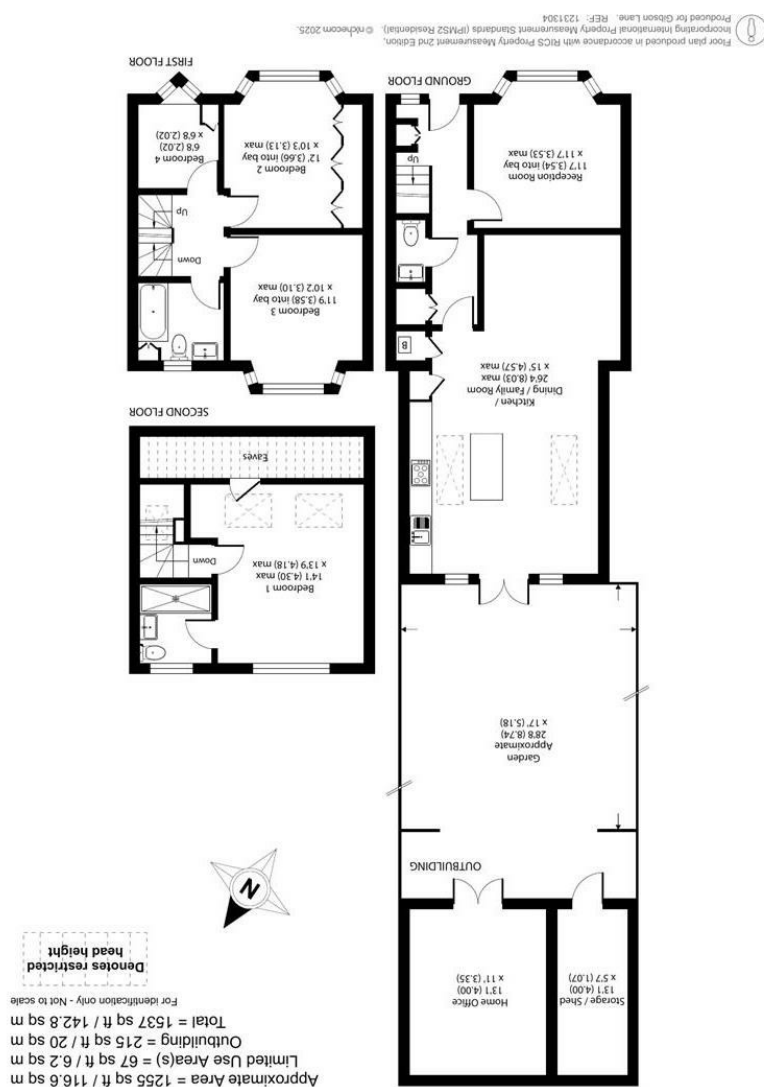 Approximate Area = 1255 sq ft / 116.6 sq m
Limited Use Area(s) = 67 sq ft / 6.2 sq m
Outbuilding = 215 sq ft / 20 sq m
Total = 1537 sq ft / 142.8 sq m
For identification only - Not to scale
Denotes restricted
head height
N
Storage / Shed
13'1 (4.00)
x 5'7 (1.07)
Home Office
13'1 (4.00)
x 11' (3.35)
OUTBUILDING
Garden
Approximate
28'8 (8.74)
x 17' (5.18)
Bedroom 1
14'1 (4.30) max
x 13'9 (4.18) max
Down
Eaves
SECOND FLOOR
Kitchen /
Dining / Family Room
26'4 (8.03) max
x 15' (4.57) max
B
Up
Reception Room
11'7 (3.54) into bay
x 11'7 (3.53) max
GROUND FLOOR
Bedroom 3
11'9 (3.58) into bay
x 10'2 (3.10) max
Down
Up
Bedroom 2
12' (3.66) into bay
x 10'3 (3.13) max
Bedroom 4
6'8 (2.02)
x 6'8 (2.02)
FIRST FLOOR
Floor plan produced in accordance with RICS Property Measurement 2nd Edition,
Incorporating International Property Measurement Standards (IPMS2 Residential). © nichecom 2025.
Produced for Gibson Lane. REF: 1231304